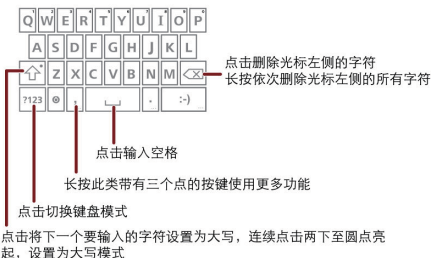 Q W E R T Y U I O P
A S D F G H J K L
Z X C V B N M
?123 , . :-)
点击删除光标左侧的字符
长按依次删除光标左侧的所有字符
点击输入空格
长按此类带有三个点的按键使用更多功能
点击切换键盘模式
点击将下一个要输入的字符设置为大写，连续点击两下至圆点亮
起，设置为大写模式